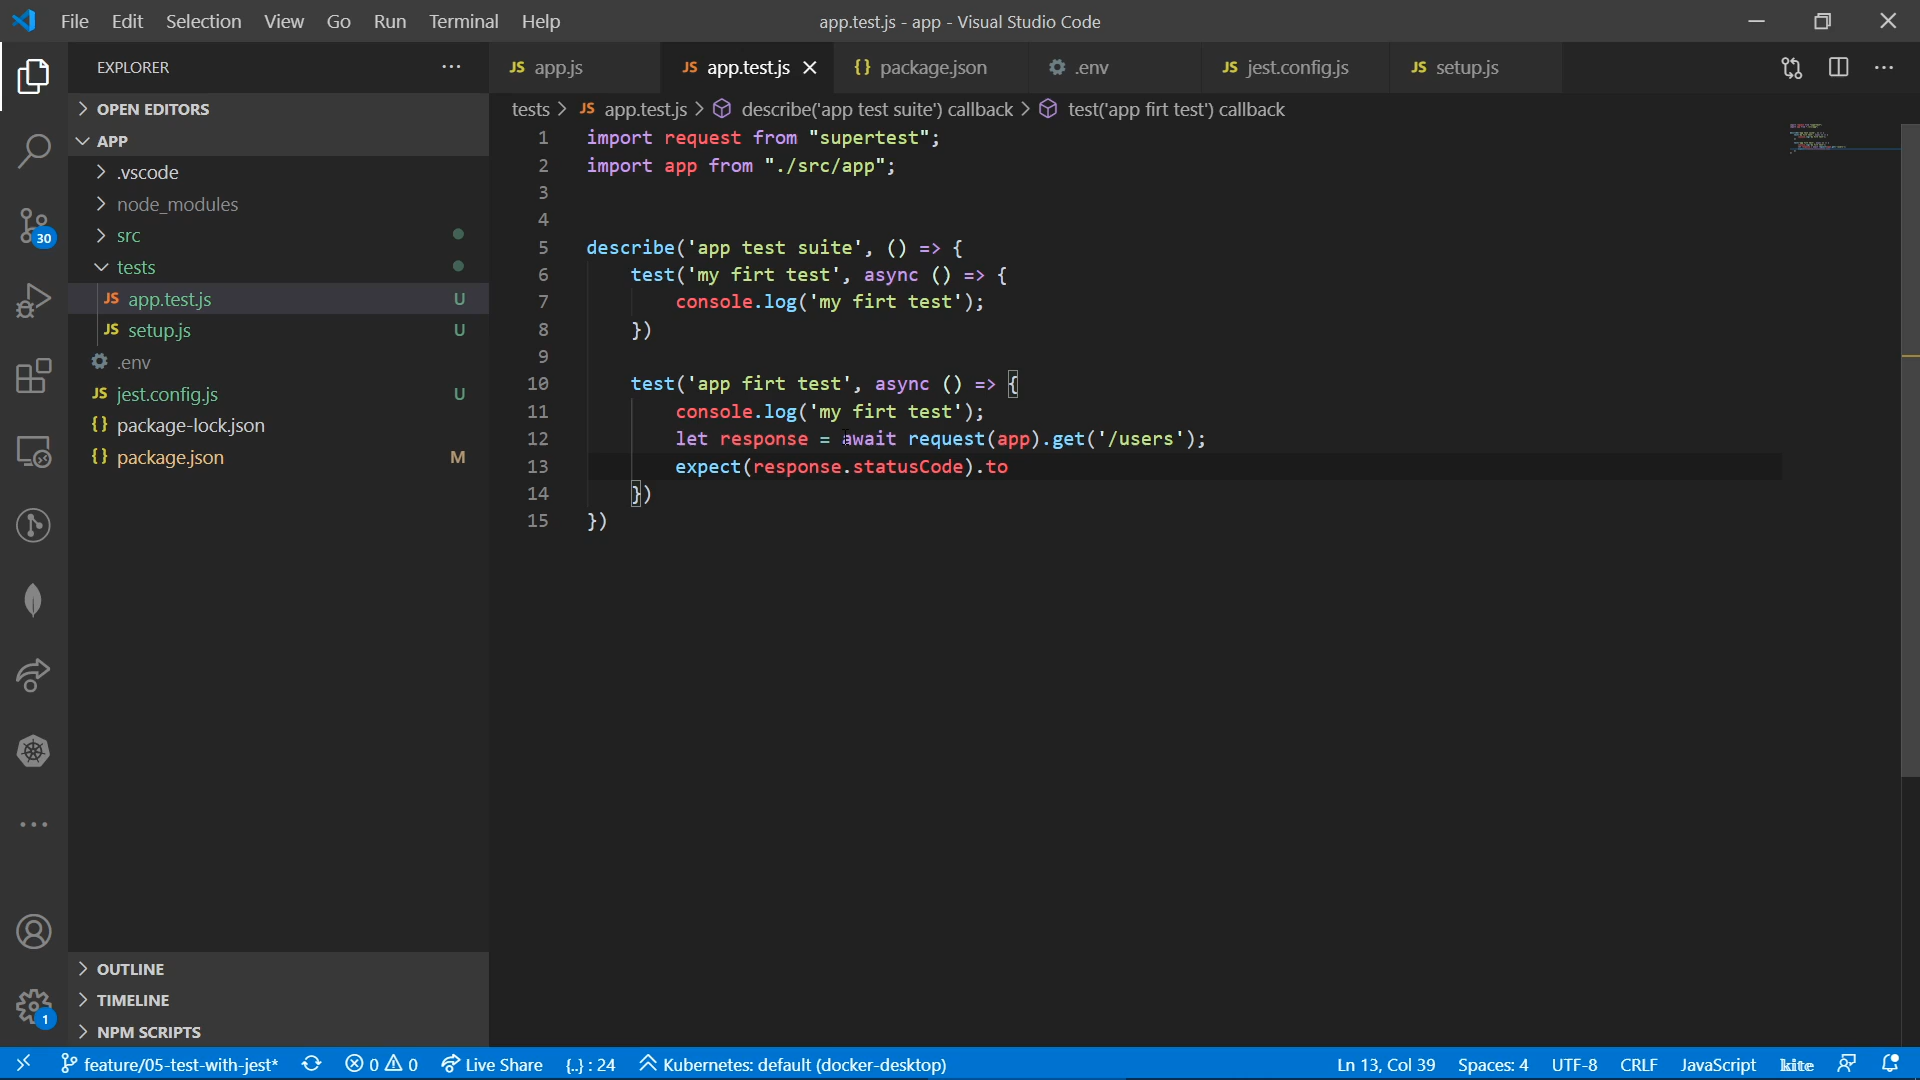 File Edit Selection View Go Run Terminal Help app.test.js - app - Visual Studio Code
EXPLORER
OPEN EDITORS
APP
.vscode
node_modules
src
tests
JS app.test.js U
JS setup.js U
.env
JS jest.config.js U
{} package-lock.json
{} package.json M
OUTLINE
TIMELINE
NPM SCRIPTS
30
1
JS app.js JS app.test.js {} package.json .env JS jest.config.js JS setup.js
tests > JS app.test.js > describe('app test suite') callback > test('app firt test') callback
1 import request from "supertest";
2 import app from "./src/app";
3
4
5 describe('app test suite', () => {
6 test('my firt test', async () => {
7 console.log('my firt test');
8 })
9
10 test('app firt test', async () => {
11 console.log('my firt test');
12 let response = await request(app).get('/users');
13 expect(response.statusCode).to
14 })
15 })
feature/05-test-with-jest* 0 0 Live Share {..} : 24 Kubernetes: default (docker-desktop) Ln 13, Col 39 Spaces: 4 UTF-8 CRLF JavaScript kite